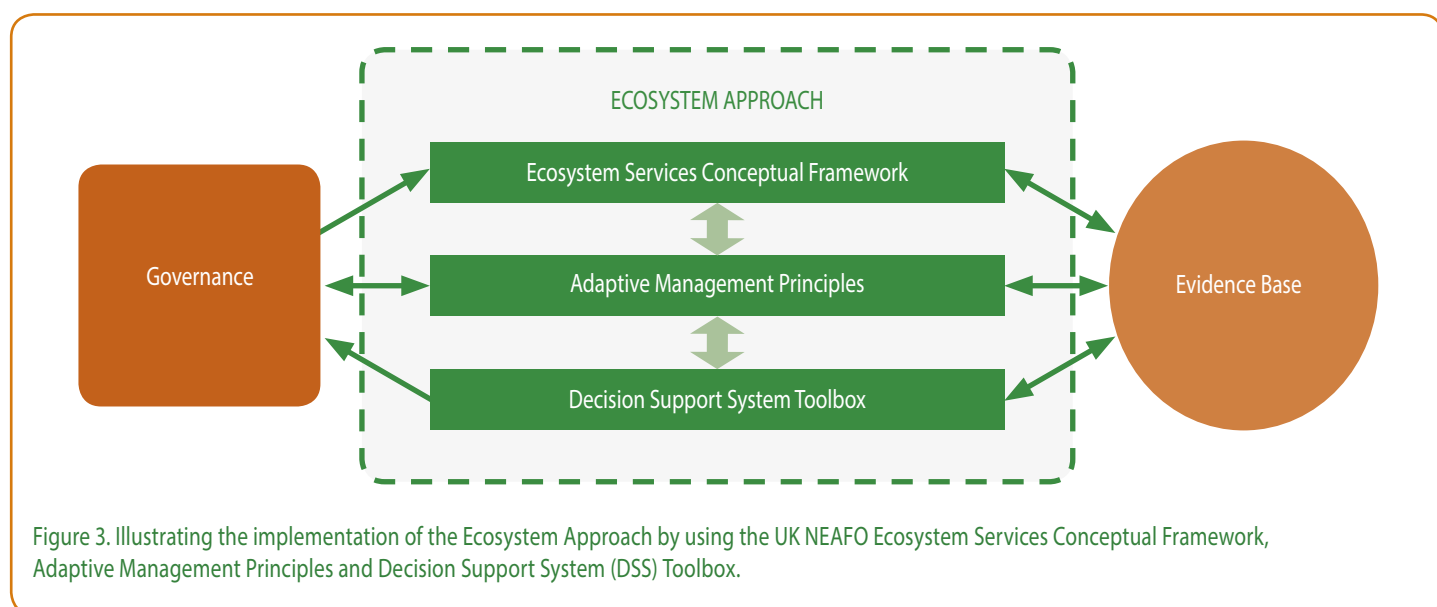 ECOSYSTEM APPROACH
Ecosystem Services Conceptual Framework
Governance
Adaptive Management Principles
Evidence Base
Decision Support System Toolbox
Figure 3. Illustrating the implementation of the Ecosystem Approach by using the UK NEAFO Ecosystem Services Conceptual Framework,
Adaptive Management Principles and Decision Support System (DSS) Toolbox.